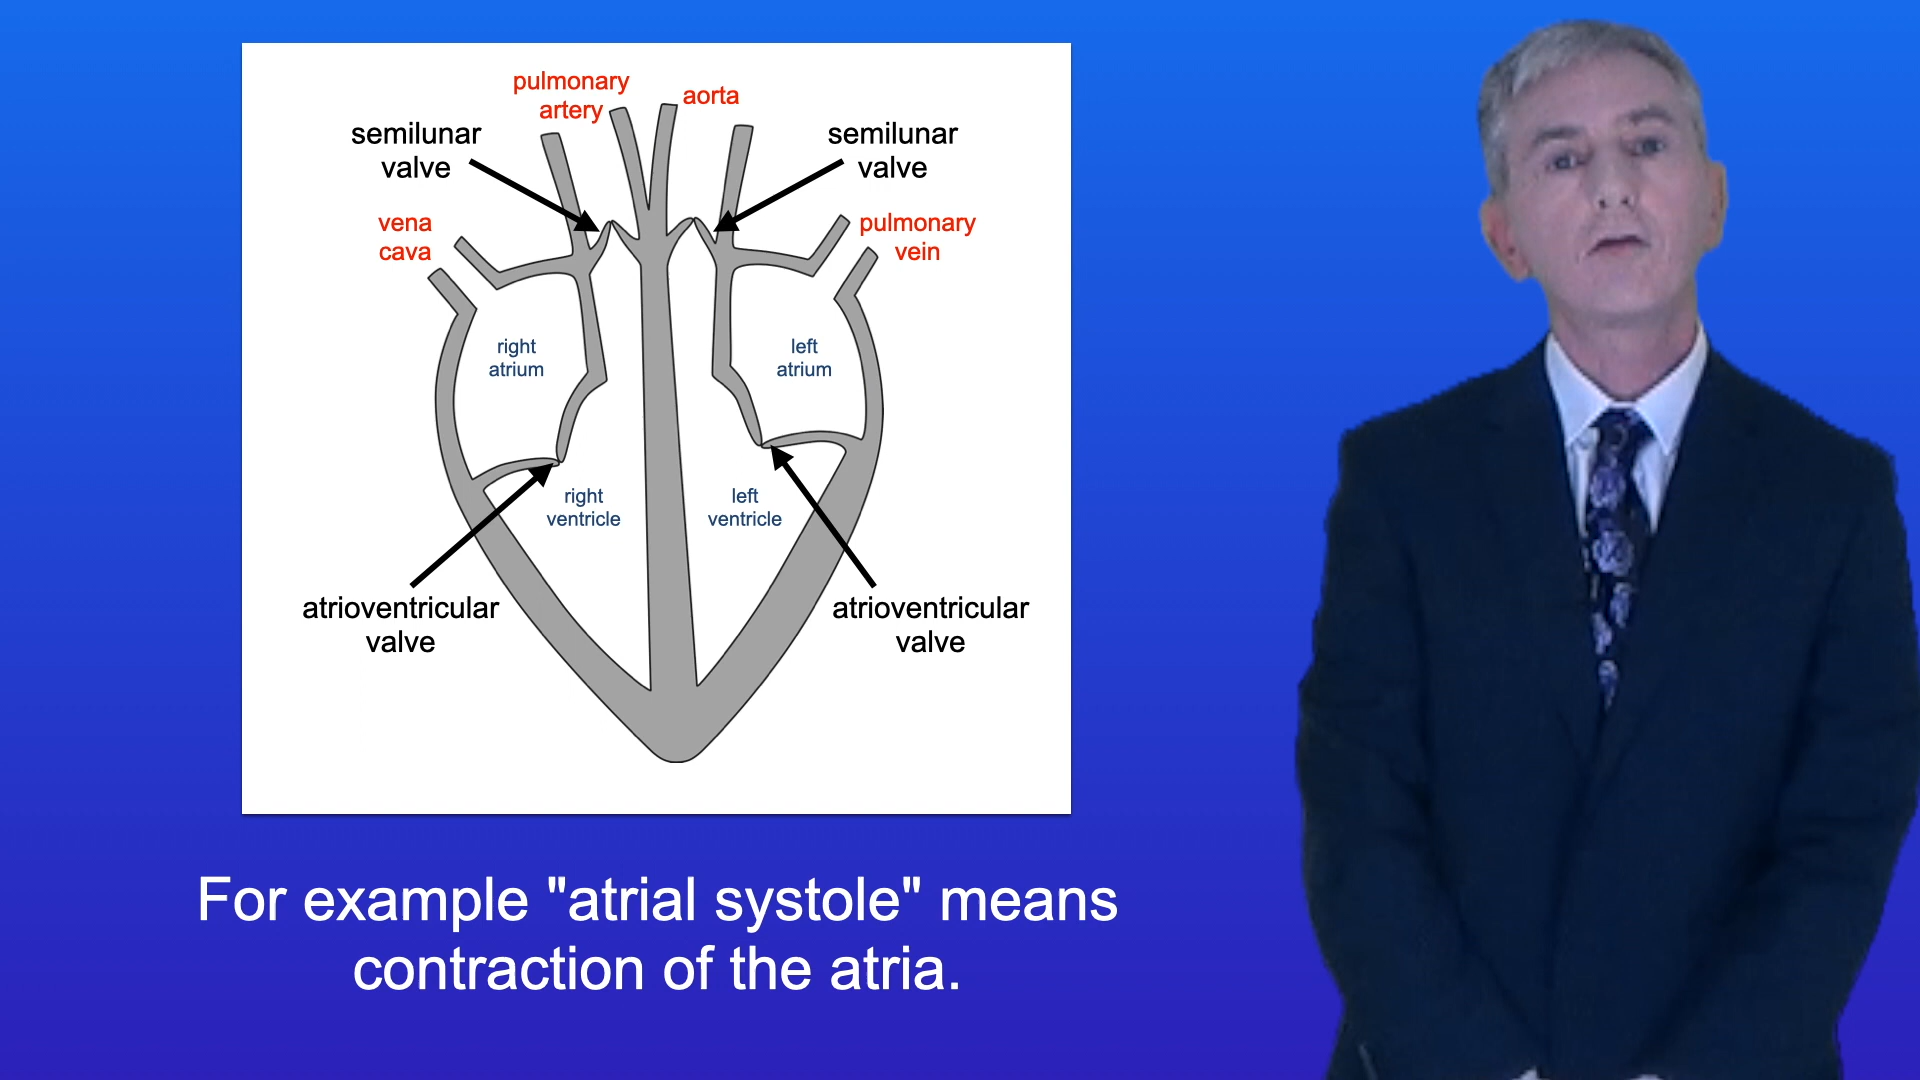 pulmonary
artery
aorta
semilunar
valve
semilunar
valve
vena
cava
pulmonary
vein
right
atrium
left
atrium
right
ventricle
left
ventricle
atrioventricular
valve
atrioventricular
valve
For example "atrial systole" means
contraction of the atria.